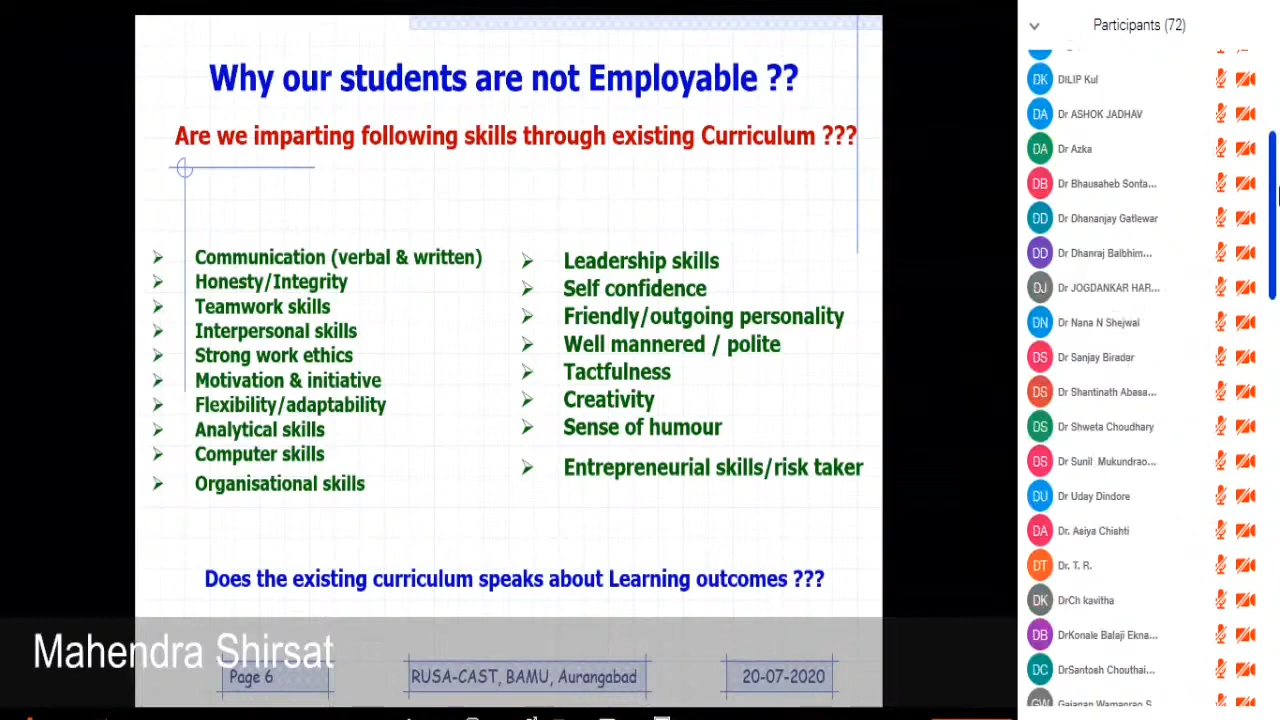 Why our students are not Employable ??
Are we imparting following skills through existing Curriculum ???
Communication (verbal & written)
Honesty/Integrity
Teamwork skills
Interpersonal skills
Strong work ethics
Motivation & initiative
Flexibility/adaptability
Analytical skills
Computer skills
Organisational skills
Leadership skills
Self confidence
Friendly/outgoing personality
Well mannered / polite
Tactfulness
Creativity
Sense of humour
Entrepreneurial skills/risk taker
Does the existing curriculum speaks about Learning outcomes ???
Mahendra Shirsat
Page 6
RUSA-CAST, BAMU, Aurangabad
20-07-2020
Participants (72)
DK DILIP Kul
DA Dr ASHOK JADHAV
DA Dr Azka
DB Dr Bhausaheb Sonta...
DD Dr Dhananjay Gatlewar
DD Dr Dhanraj Balbhim...
DJ Dr JOGDANKAR HAR...
DN Dr Nana N Shejwal
DS Dr Sanjay Biradar
DS Dr Shantinath Abasa...
DS Dr Shweta Choudhary
DS Dr Sunil Mukundrao...
DU Dr Uday Dindore
DA Dr. Asiya Chishti
DT Dr. T. R.
DK DrCh kavitha
DB DrKonale Balaji Ekna...
DC DrSantosh Chouthai...
GW Gajanan Wamanrao S